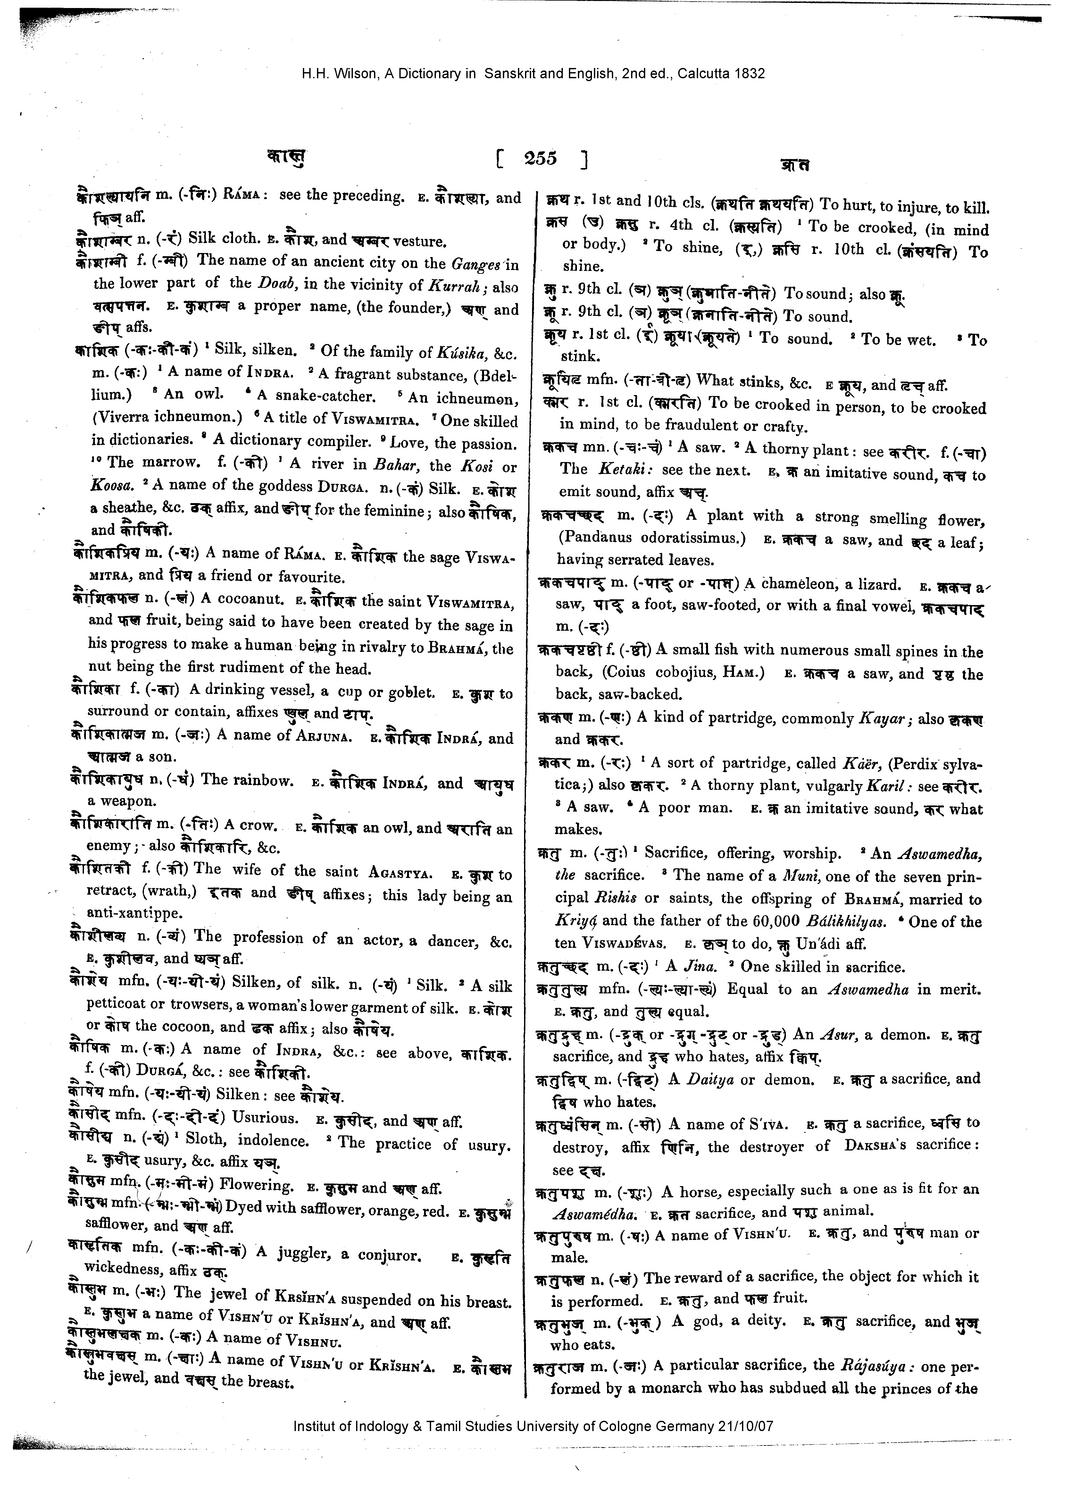 H.H. Wilson, A Dictionary in Sanskrit and English, 2nd ed., Calcutta 1832
कौस्तु [ 255 ] क्रत
कौशल्यायनि m. (-निः) RÁMA: see the preceding. E. कौशल्या, and
फिञ् aff.
कौशाम्बर n. (-रं) Silk cloth. E. कौश, and अम्बर vesture.
कौशाम्बी f. (-म्बी) The name of an ancient city on the Ganges in
the lower part of the Doab, in the vicinity of Kurrah; also
वत्सपत्तन. E. कुशाम्ब a proper name, (the founder,) अण् and
ङीप् affs.
कौशिक (-कः-की-कं) ¹ Silk, silken. ² Of the family of Kúsika, &c.
m. (-कः) ¹ A name of INDRA. ² A fragrant substance, (Bdel-
lium.) ³ An owl. ⁴ A snake-catcher. ⁵ An ichneumon,
(Viverra ichneumon.) ⁶ A title of VISWAMITRA. ⁷ One skilled
in dictionaries. ⁸ A dictionary compiler. ⁹ Love, the passion.
¹⁰ The marrow. f. (-की) ¹ A river in Bahar, the Kosi or
Koosa. ² A name of the goddess DURGA. n. (-कं) Silk. E. कोश
a sheathe, &c. ठक् affix, and ङीप् for the feminine; also कौषिक,
and कौषिकी.
कौशिकप्रिय m. (-यः) A name of RÁMA. E. कौशिक the sage VISWA-
MITRA, and प्रिय a friend or favourite.
कौशिकफल n. (-लं) A cocoanut. E. कौशिक the saint VISWAMITRA,
and फल fruit, being said to have been created by the sage in
his progress to make a human being in rivalry to BRAHMÁ, the
nut being the first rudiment of the head.
कौशिका f. (-का) A drinking vessel, a cup or goblet. E. कुश to
surround or contain, affixes ण्वुल् and टाप्.
कौशिकात्मज m. (-जः) A name of ARJUNA. E. कौशिक INDRÁ, and
आत्मज a son.
कौशिकायुध n. (-धं) The rainbow. E. कौशिक INDRÁ, and आयुध
a weapon.
कौशिकाराति m. (-तिः) A crow. E. कौशिक an owl, and अराति an
enemy; also कौशिकारि, &c.
कौशितकी f. (-की) The wife of the saint AGASTYA. E. कुश to
retract, (wrath,) इतक and ङीष् affixes; this lady being an
anti-xantippe.
कौशीलव्य n. (-व्यं) The profession of an actor, a dancer, &c.
E. कुशीलव, and ष्यञ् aff.
कौशेय mfn. (-यः-यी-यं) Silken, of silk. n. (-यं) ¹ Silk. ² A silk
petticoat or trowsers, a woman's lower garment of silk. E. कोश
or कोष the cocoon, and ढक affix; also कौषेय.
कौषिक m. (-कः) A name of INDRA, &c.: see above, कौशिक.
f. (-की) DURGÁ, &c.: see कौशिकी.
कौषेय mfn. (-यः-यी-यं) Silken: see कौशेय.
कौसीद mfn. (-दः-दी-दं) Usurious. E. कुसीद, and अण् aff.
कौसीद्य n. (-द्यं) ¹ Sloth, indolence. ² The practice of usury.
E. कुसीद usury, &c. affix यञ्.
कौसुम mfn. (-मः-मी-मं) Flowering. E. कुसुम and अण् aff.
कौसुम्भ mfn. (-म्भः-म्भी-म्भं) Dyed with safflower, orange, red. E. कुसुम्भ
safflower, and अण् aff.
कौसृतिक mfn. (-कः-की-कं) A juggler, a conjuror. E. कुसृति
wickedness, affix ठक्.
कौस्तुभ m. (-भः) The jewel of KRSĬHN'A suspended on his breast.
E. कुस्तुभ a name of VISHN'U or KRĬSHN'A, and अण् aff.
कौस्तुभलक्षक m. (-कः) A name of VISHNU.
कौस्तुभवक्षस् m. (-क्षाः) A name of VISHN'U or KRĬSHN'A. E. कौस्तुभ
the jewel, and वक्षस् the breast.
क्रथ r. 1st and 10th cls. (क्रथति क्रथयति) To hurt, to injure, to kill.
क्नस (ष) क्नसु r. 4th cl. (क्नस्यति) ¹ To be crooked, (in mind
or body.) ² To shine, (इ,) क्नसि r. 10th cl. (क्नंसयति) To
shine.
क्नु r. 9th cl. (ञ) क्नुञ् (क्नुनाति-नीते) To sound; also क्नू.
क्नू r. 9th cl. (ञ) क्नूञ् (क्नूनाति-नीते) To sound.
क्नूय r. 1st cl. (ई) क्नूयी (क्नूयते) ¹ To sound. ² To be wet. ³ To
stink.
क्नूयितृ mfn. (-ता-त्री-तृ) What stinks, &c. E क्नूय, and तृच् aff.
क्मर r. 1st cl. (क्मरति) To be crooked in person, to be crooked
in mind, to be fraudulent or crafty.
क्रकच mn. (-चः-चं) ¹ A saw. ² A thorny plant: see करीर. f. (-चा)
The Ketaki: see the next. E. क्र an imitative sound, कच to
emit sound, affix अच्.
क्रकचच्छद m. (-दः) A plant with a strong smelling flower,
(Pandanus odoratissimus.) E. क्रकच a saw, and छद a leaf;
having serrated leaves.
क्रकचपाद् m. (-पाद् or -पात्) A chameleon, a lizard. E. क्रकच a
saw, पाद् a foot, saw-footed, or with a final vowel, क्रकचपाद
m. (-दः)
क्रकचपृष्ठी f. (-ष्ठी) A small fish with numerous small spines in the
back, (Coius cobojius, HAM.) E. क्रकच a saw, and पृष्ठ the
back, saw-backed.
क्रकण m. (-णः) A kind of partridge, commonly Kayar; also क्रकण
and क्रकर.
क्रकर m. (-रः) ¹ A sort of partridge, called Káër, (Perdix sylva-
tica;) also कृकर. ² A thorny plant, vulgarly Karil: see करीर.
³ A saw. ⁴ A poor man. E. क्र an imitative sound, कर what
makes.
क्रतु m. (-तुः) ¹ Sacrifice, offering, worship. ² An Aswamedha,
the sacrifice. ³ The name of a Muni, one of the seven prin-
cipal Rishis or saints, the offspring of BRAHMÁ, married to
Kriyá and the father of the 60,000 Bálikhilyas. ⁴ One of the
ten VISWADÉVAS. E. कृञ् to do, क्तु Un'ádi aff.
क्रतुच्छद m. (-दः) ¹ A Jina. ² One skilled in sacrifice.
क्रतुतुल्य mfn. (-ल्यः-ल्या-ल्यं) Equal to an Aswamedha in merit.
E. क्रतु, and तुल्य equal.
क्रतुद्रुह् m. (-द्रुक् or -द्रुग् -द्रुट् or -द्रुड्) An Asur, a demon. E. क्रतु
sacrifice, and द्रुह who hates, affix क्विप्.
क्रतुद्विष् m. (-द्विट्) A Daitya or demon. E. क्रतु a sacrifice, and
द्विष who hates.
क्रतुध्वंसिन् m. (-सी) A name of S'IVA. E. क्रतु a sacrifice, ध्वसि to
destroy, affix णिनि, the destroyer of DAKSHA'S sacrifice:
see दक्ष.
क्रतुपशु m. (-शुः) A horse, especially such a one as is fit for an
Aswamédha. E. क्रत sacrifice, and पशु animal.
क्रतुपुरुष m. (-षः) A name of VISHN'U. E. क्रतु, and पुरुष man or
male.
क्रतुफल n. (-लं) The reward of a sacrifice, the object for which it
is performed. E. क्रतु, and फल fruit.
क्रतुभुज् m. (-भुक्) A god, a deity. E. क्रतु sacrifice, and भुज्
who eats.
क्रतुराज m. (-जः) A particular sacrifice, the Rájasúya: one per-
formed by a monarch who has subdued all the princes of the
Institut of Indology & Tamil Studies University of Cologne Germany 21/10/07